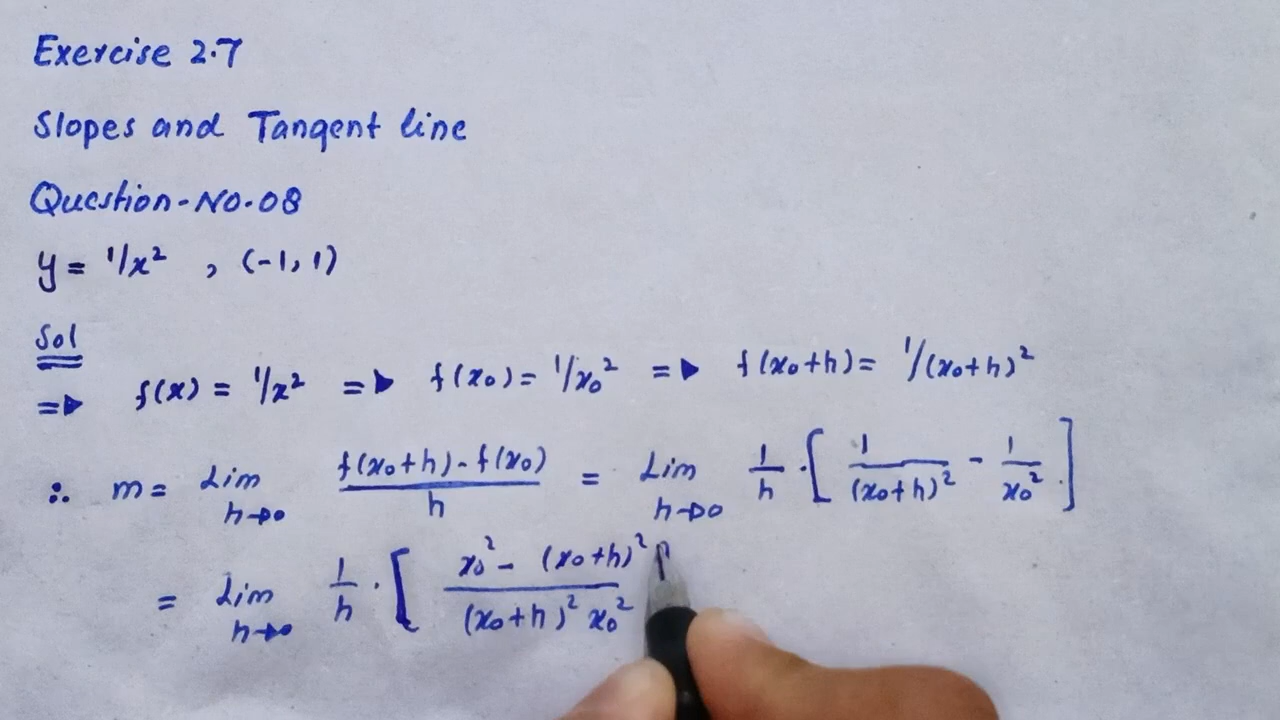 Exercise 2.7
Slopes and Tangent line
Question-No.08
y = 1/x² , (-1, 1)
Sol
⇒ f(x) = 1/x² ⇒ f(x₀) = 1/x₀² ⇒ f(x₀+h) = 1/(x₀+h)²
∴ m = Lim h→0 f(x₀+h) - f(x₀) / h = Lim h→0 1/h · [ 1/(x₀+h)² - 1/x₀² ]
= Lim h→0 1/h · [ x₀² - (x₀+h)² / (x₀+h)² x₀²